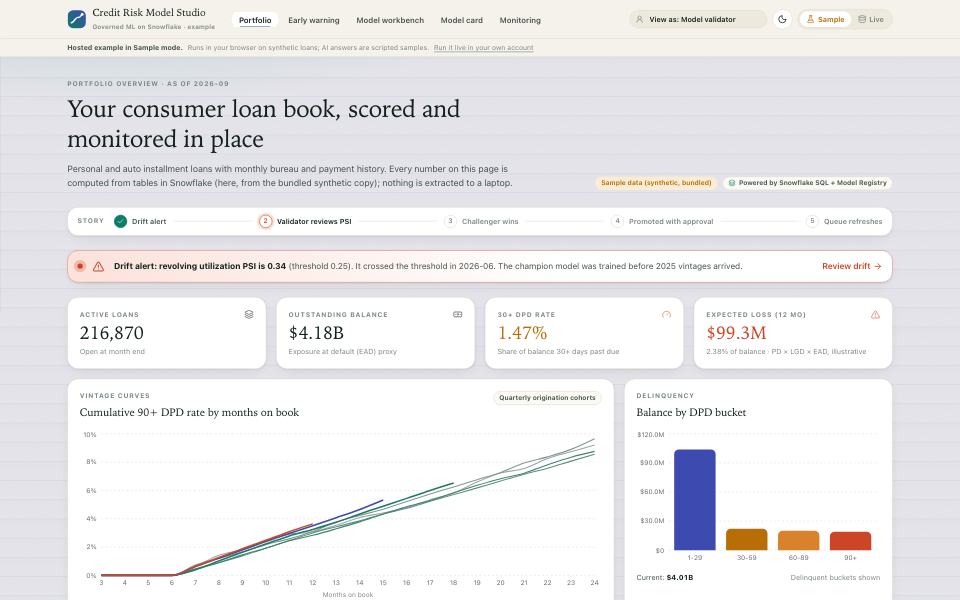 Credit Risk Model Studio
Governed ML on Snowflake · example
Portfolio
Early warning
Model workbench
Model card
Monitoring
View as: Model validator
Sample
Live
Hosted example in Sample mode. Runs in your browser on synthetic loans; AI answers are scripted samples. Run it live in your own account
PORTFOLIO OVERVIEW · AS OF 2026-09
Your consumer loan book, scored and
monitored in place
Personal and auto installment loans with monthly bureau and payment history. Every number on this page is
computed from tables in Snowflake (here, from the bundled synthetic copy); nothing is extracted to a laptop.
Sample data (synthetic, bundled)
Powered by Snowflake SQL + Model Registry
STORY
Drift alert
2 Validator reviews PSI
3 Challenger wins
4 Promoted with approval
5 Queue refreshes
Drift alert: revolving utilization PSI is 0.34 (threshold 0.25). It crossed the threshold in 2026-06. The champion model was trained before 2025 vintages arrived.
Review drift →
ACTIVE LOANS
216,870
Open at month end
OUTSTANDING BALANCE
$4.18B
Exposure at default (EAD) proxy
30+ DPD RATE
1.47%
Share of balance 30+ days past due
EXPECTED LOSS (12 MO)
$99.3M
2.38% of balance · PD × LGD × EAD, illustrative
VINTAGE CURVES
Cumulative 90+ DPD rate by months on book
Quarterly origination cohorts
10%
8%
6%
4%
2%
0%
3 4 5 6 7 8 9 10 11 12 13 14 15 16 17 18 19 20 21 22 23 24
Months on book
DELINQUENCY
Balance by DPD bucket
$120.0M
$90.0M
$60.0M
$30.0M
$0
1-29 30-59 60-89 90+
Current: $4.01B
Delinquent buckets shown